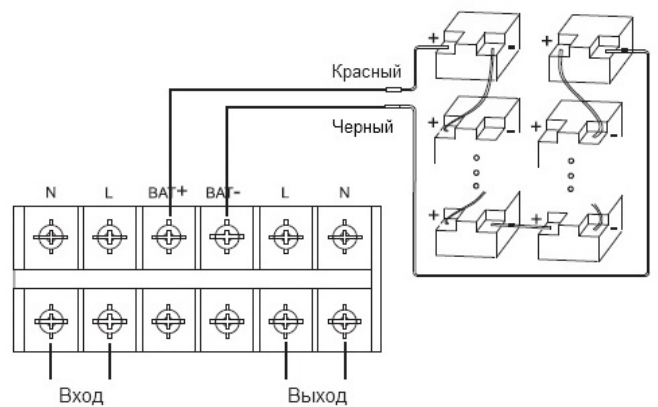 Красный
Черный
N L BAT+ BAT- L N
Вход Выход
+ - + -
+ - + -
+ - + -